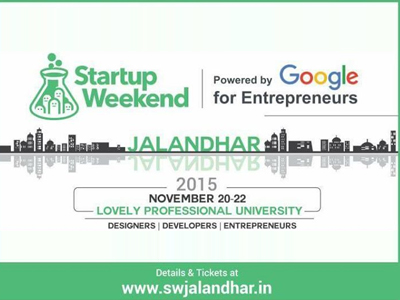 Startup
Weekend
Powered by Google
for Entrepreneurs
JALANDHAR
2015
NOVEMBER 20-22
LOVELY PROFESSIONAL UNIVERSITY
DESIGNERS | DEVELOPERS | ENTREPRENEURS
Details & Tickets at
www.swjalandhar.in